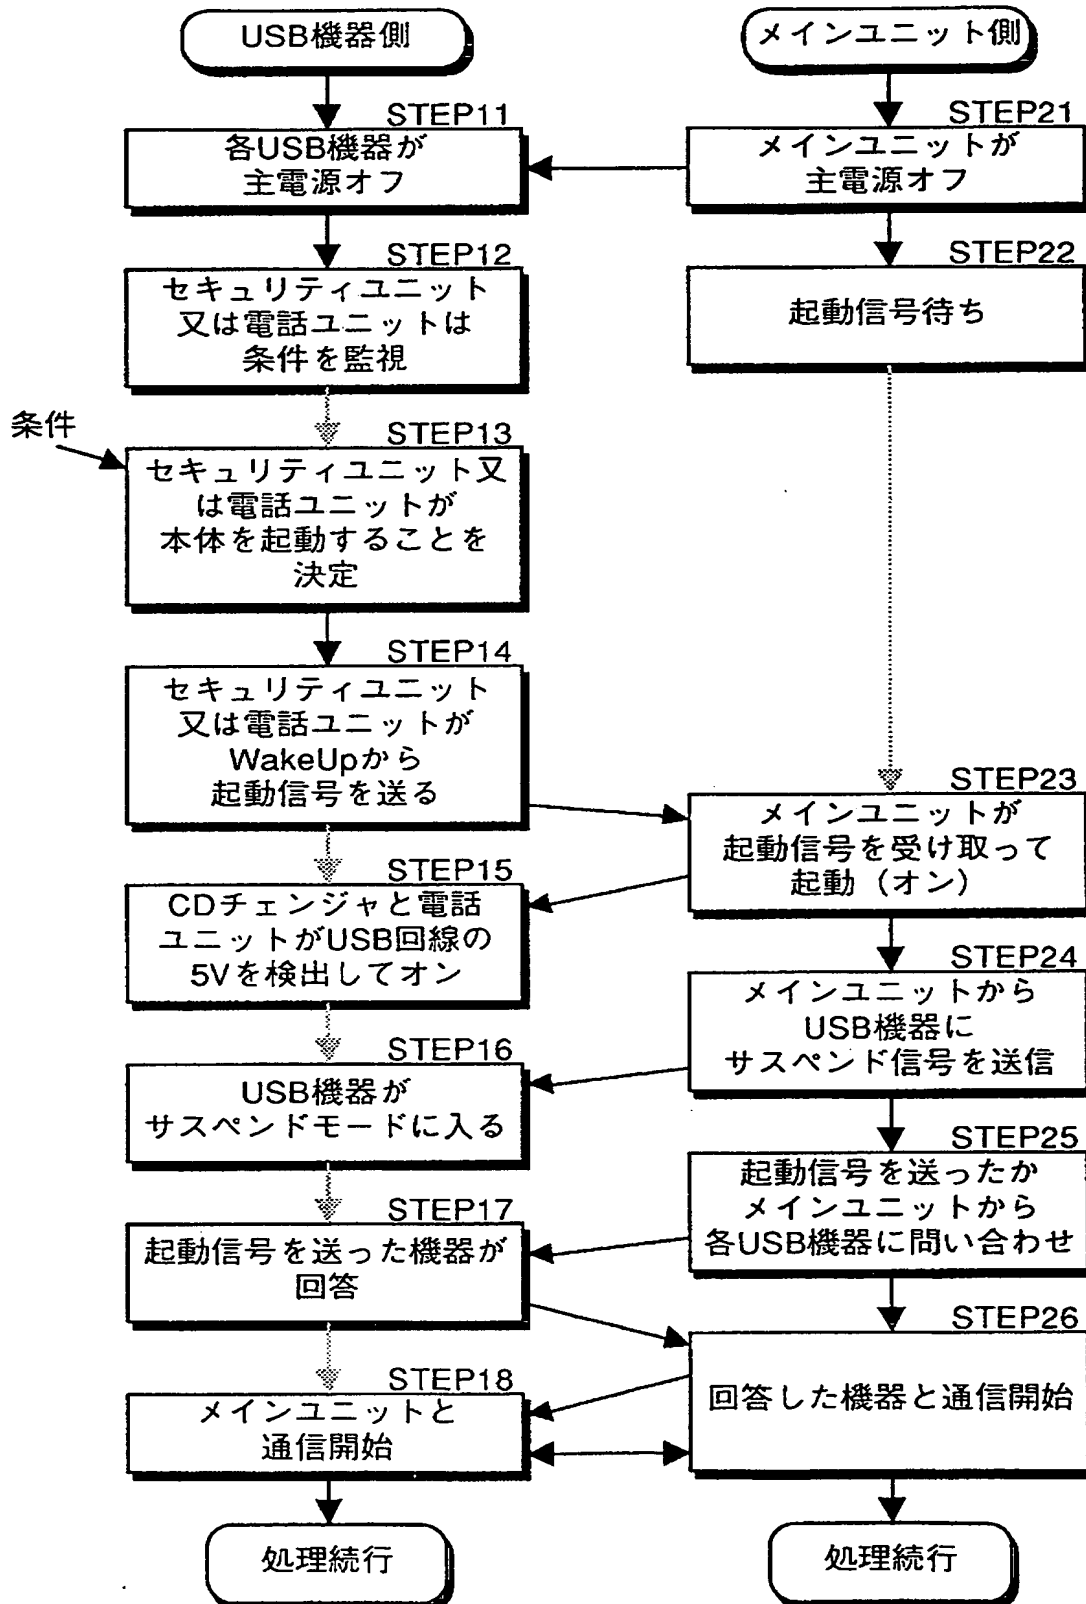 USB機器側
メインユニット側
STEP11
各USB機器が
主電源オフ
STEP21
メインユニットが
主電源オフ
STEP12
セキュリティユニット
又は電話ユニットは
条件を監視
STEP22
起動信号待ち
条件
STEP13
セキュリティユニット又
は電話ユニットが
本体を起動することを
決定
STEP14
セキュリティユニット
又は電話ユニットが
WakeUpから
起動信号を送る
STEP23
メインユニットが
起動信号を受け取って
起動（オン）
STEP15
CDチェンジャと電話
ユニットがUSB回線の
5Vを検出してオン
STEP24
メインユニットから
USB機器に
サスペンド信号を送信
STEP16
USB機器が
サスペンドモードに入る
STEP25
起動信号を送ったか
メインユニットから
各USB機器に問い合わせ
STEP17
起動信号を送った機器が
回答
STEP26
回答した機器と通信開始
STEP18
メインユニットと
通信開始
処理続行
処理続行